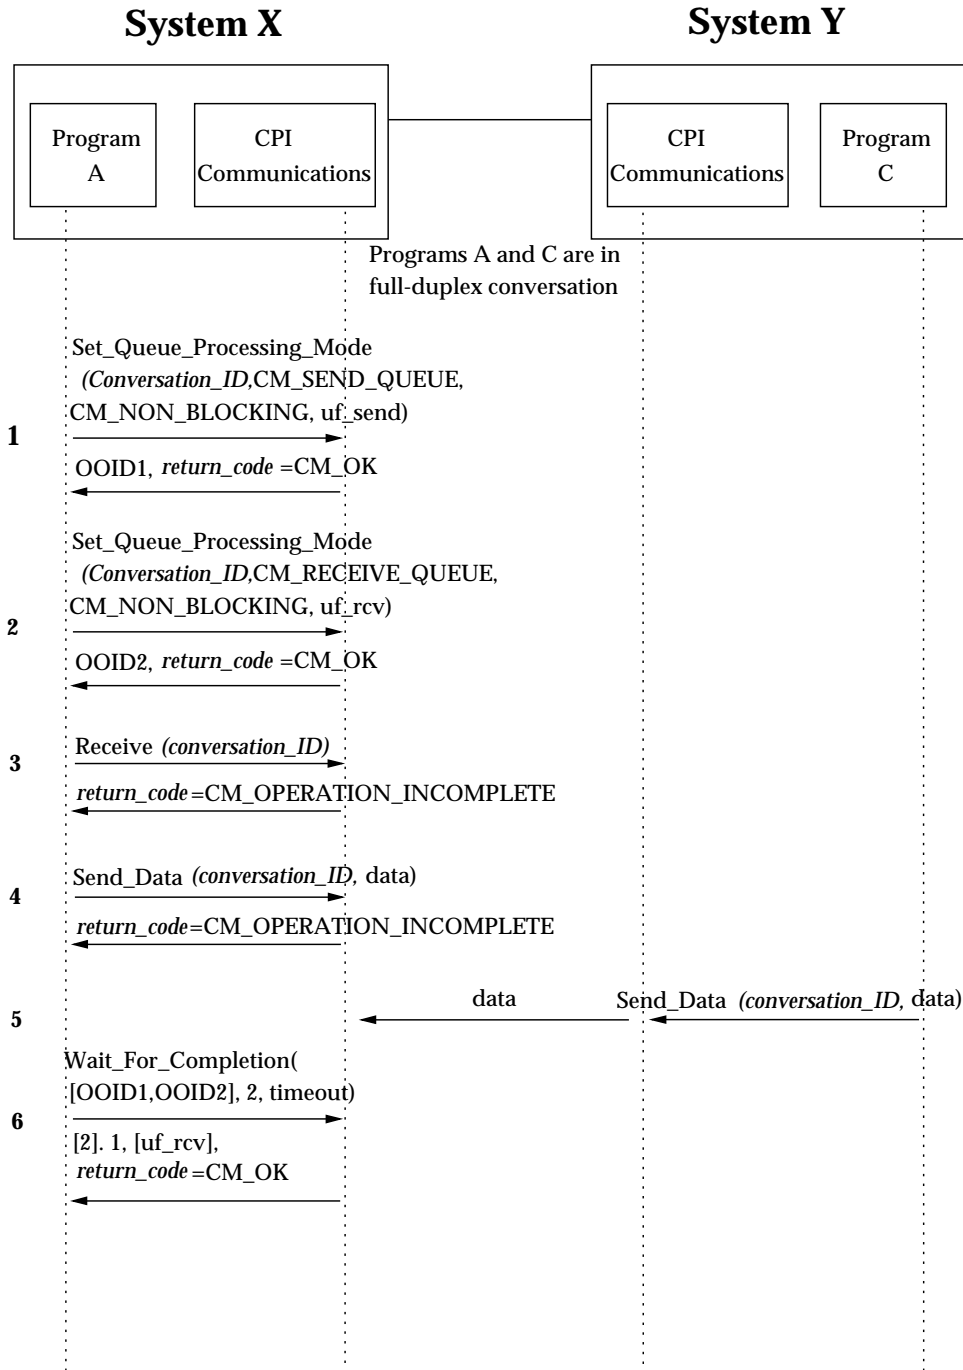 System X
System Y
Program
A
CPI
Communications
CPI
Communications
Program
C
Programs A and C are in
full-duplex conversation
Set_Queue_Processing_Mode
(Conversation_ID,CM_SEND_QUEUE,
CM_NON_BLOCKING, uf_send)
1
OOID1, return_code =CM_OK
Set_Queue_Processing_Mode
(Conversation_ID,CM_RECEIVE_QUEUE,
CM_NON_BLOCKING, uf_rcv)
2
OOID2, return_code =CM_OK
Receive (conversation_ID)
3
return_code=CM_OPERATION_INCOMPLETE
Send_Data (conversation_ID, data)
4
return_code=CM_OPERATION_INCOMPLETE
data
Send_Data (conversation_ID, data)
5
Wait_For_Completion(
[OOID1,OOID2], 2, timeout)
6
[2]. 1, [uf_rcv],
return_code=CM_OK